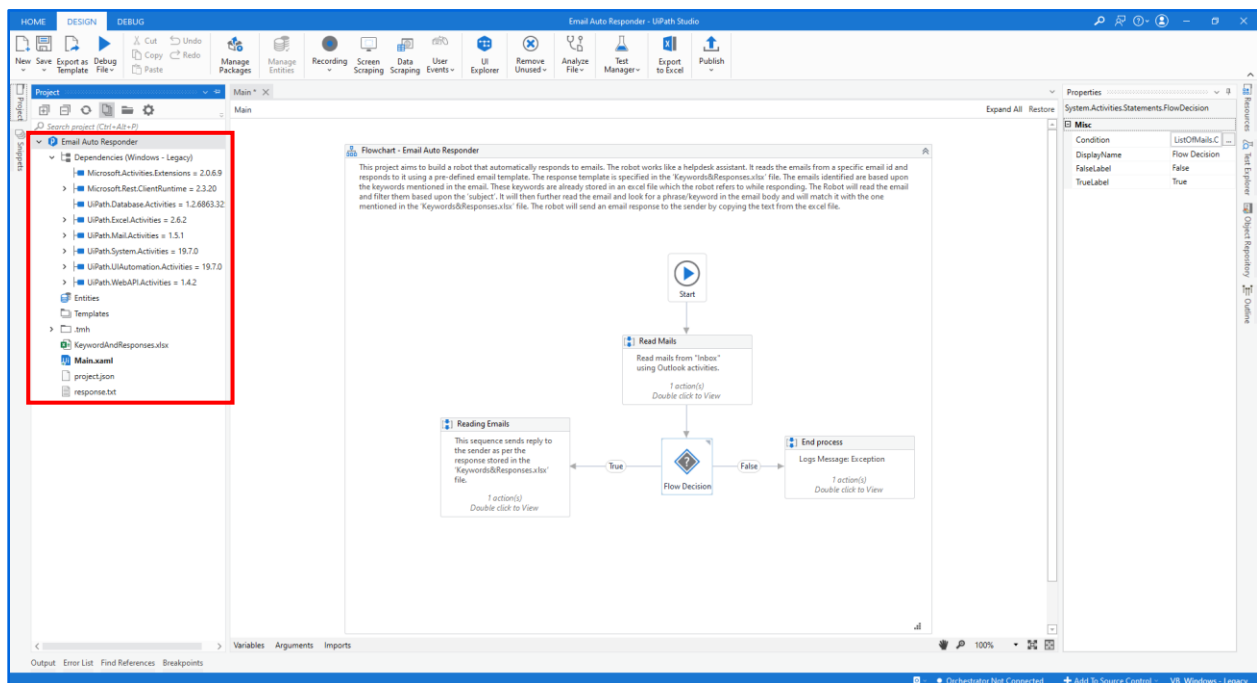 HOME DESIGN DEBUG
Email Auto Responder - UiPath Studio
New Save Export as Template Debug File
Cut Copy Paste Undo Redo
Manage Packages Manage Entities Recording Screen Scraping Data Scraping User Events UI Explorer Remove Unused Analyze File Test Manager Export to Excel Publish
Project
Snippets
Project
Search project (Ctrl+Alt+P)
Email Auto Responder
Dependencies (Windows - Legacy)
Microsoft.Activities.Extensions = 2.0.6.9
Microsoft.Rest.ClientRuntime = 2.3.20
UiPath.Database.Activities = 1.2.6863.32
UiPath.Excel.Activities = 2.6.2
UiPath.Mail.Activities = 1.5.1
UiPath.System.Activities = 19.7.0
UiPath.UIAutomation.Activities = 19.7.0
UiPath.WebAPI.Activities = 1.4.2
Entities
Templates
.tmh
KeywordAndResponses.xlsx
Main.xaml
project.json
response.txt
Main *
Main
Expand All Restore
Flowchart - Email Auto Responder
This project aims to build a robot that automatically responds to emails. The robot works like a helpdesk assistant. It reads the emails from a specific email id and
responds to it using a pre-defined email template. The response template is specified in the 'Keywords&Responses.xlsx' file. The emails identified are based upon
the keywords mentioned in the email. These keywords are already stored in an excel file which the robot refers to while responding. The Robot will read the email
and filter them based upon the 'subject'. It will then further read the email and look for a phrase/keyword in the email body and will match it with the one
mentioned in the 'Keywords&Responses.xlsx' file. The robot will send an email response to the sender by copying the text from the excel file.
Start
Read Mails
Read mails from "Inbox"
using Outlook activities.
1 action(s)
Double click to View
Reading Emails
This sequence sends reply to
the sender as per the
response stored in the
'Keywords&Responses.xlsx'
file.
1 action(s)
Double click to View
True
Flow Decision
False
End process
Logs Message: Exception
1 action(s)
Double click to View
Properties
System.Activities.Statements.FlowDecision
Misc
Condition ListOfMails.C ...
DisplayName Flow Decision
FalseLabel False
TrueLabel True
Resources
Test Explorer
Object Repository
Outline
Variables Arguments Imports
100%
Output Error List Find References Breakpoints
Orchestrator Not Connected Add To Source Control VB Windows - Legacy